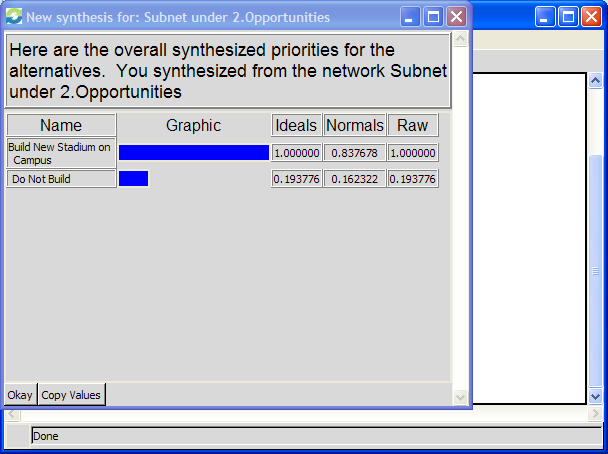 New synthesis for: Subnet under 2.Opportunities
Here are the overall synthesized priorities for the
alternatives.  You synthesized from the network Subnet
under 2.Opportunities
Name Graphic Ideals Normals Raw
Build New Stadium on
Campus
1.000000 0.837678 1.000000
Do Not Build 0.193776 0.162322 0.193776
Okay Copy Values
Done